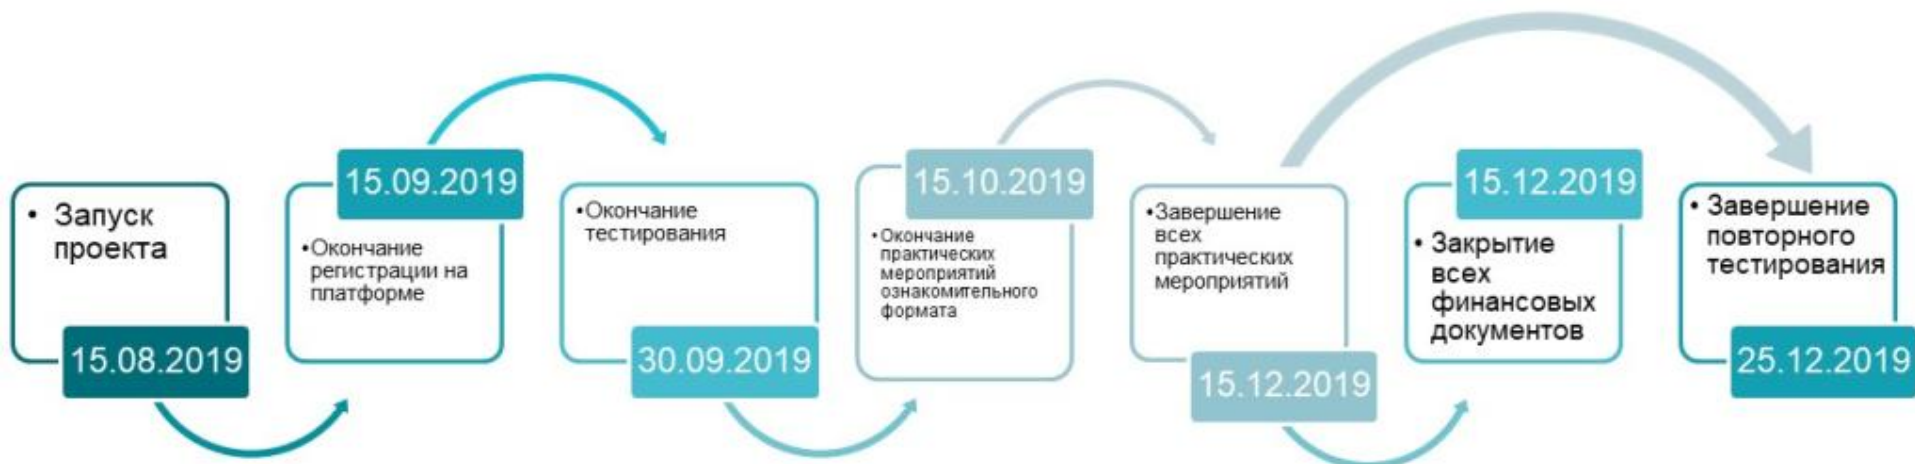 • Запуск
проекта
15.08.2019
15.09.2019
•Окончание
регистрации на
платформе
•Окончание
тестирования
30.09.2019
15.10.2019
•Окончание
практических
мероприятий
ознакомительного
формата
•Завершение
всех
практических
мероприятий
15.12.2019
15.12.2019
• Закрытие
всех
финансовых
документов
• Завершение
повторного
тестирования
25.12.2019